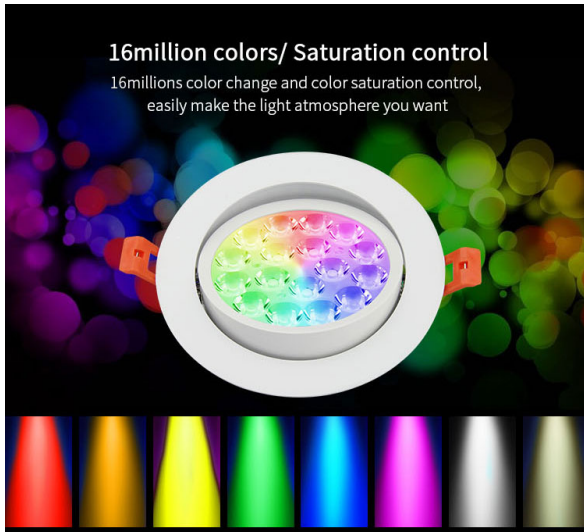 16million colors/ Saturation control
16millions color change and color saturation control,
easily make the light atmosphere you want